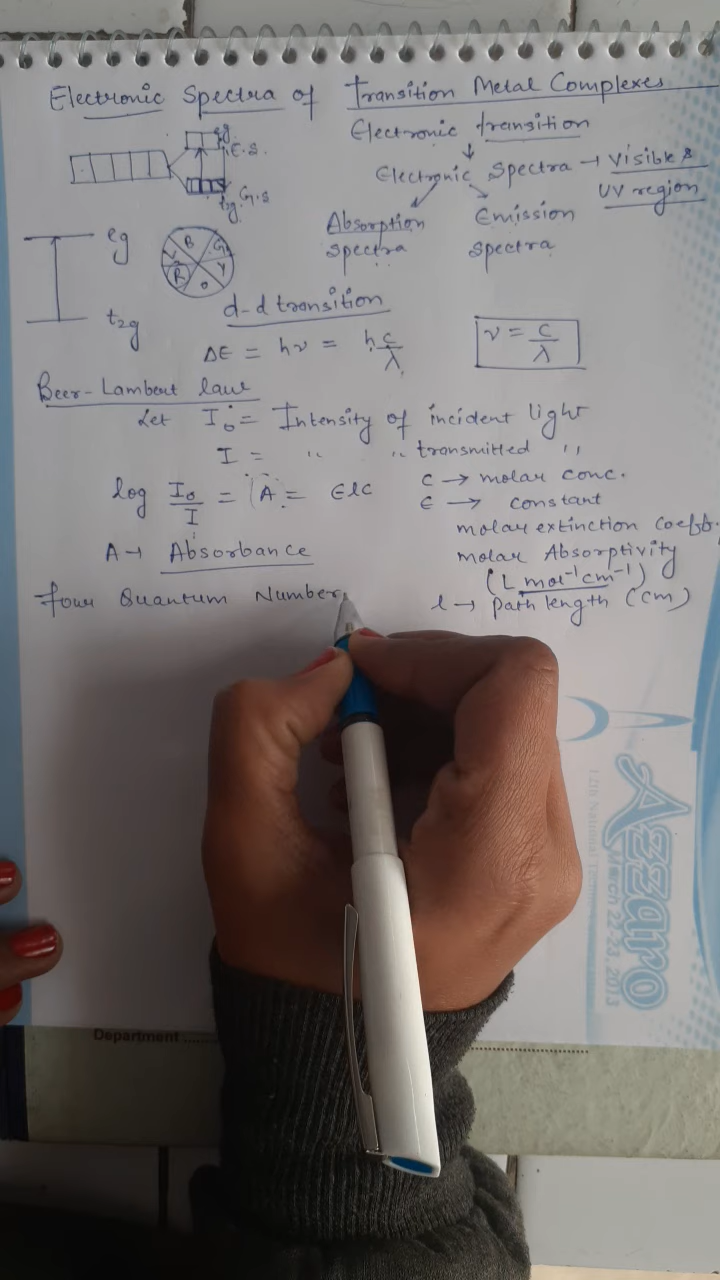 Electronic Spectra of Transition Metal Complexes
Electronic transition
eg
E.S.
t2g G.S
Electronic Spectra → Visible &
UV region
Absorption spectra
Emission spectra
eg
t2g
B G Y O R V
d-d transition
ΔE = hν = h c/λ
ν = c/λ
Beer-Lambert law
Let I₀ = Intensity of incident light
I = " " transmitted ,,
log I₀/I = A = ϵlc
c → molar conc.
ϵ → constant
molar extinction coeff.
A → Absorbance
molar Absorptivity
(L mol⁻¹cm⁻¹)
l → path length (cm)
four Quantum Number
Azzaro
March 22-23, 2013
12th National
Department